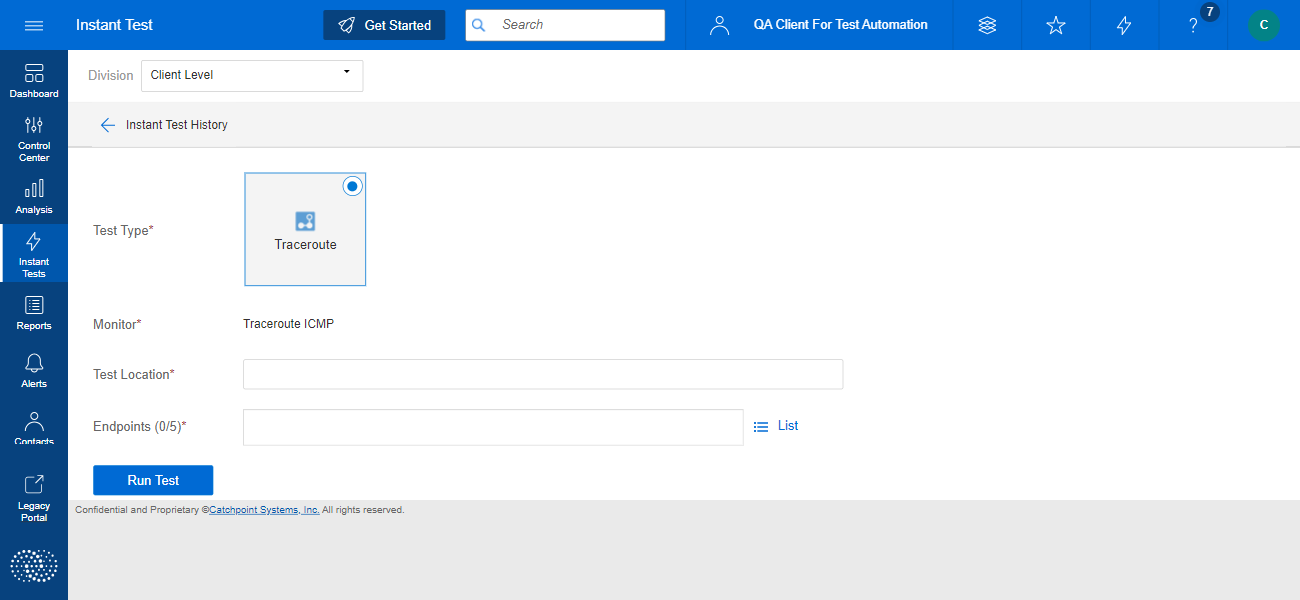 Instant Test
Get Started
Search
QA Client For Test Automation
?
7
C
Dashboard
Control
Center
Analysis
Instant
Tests
Reports
Alerts
Contacts
Legacy
Portal
Division
Client Level
Instant Test History
Test Type*
Traceroute
Monitor*
Traceroute ICMP
Test Location*
Endpoints (0/5)*
List
Run Test
Confidential and Proprietary ©Catchpoint Systems, Inc. All rights reserved.